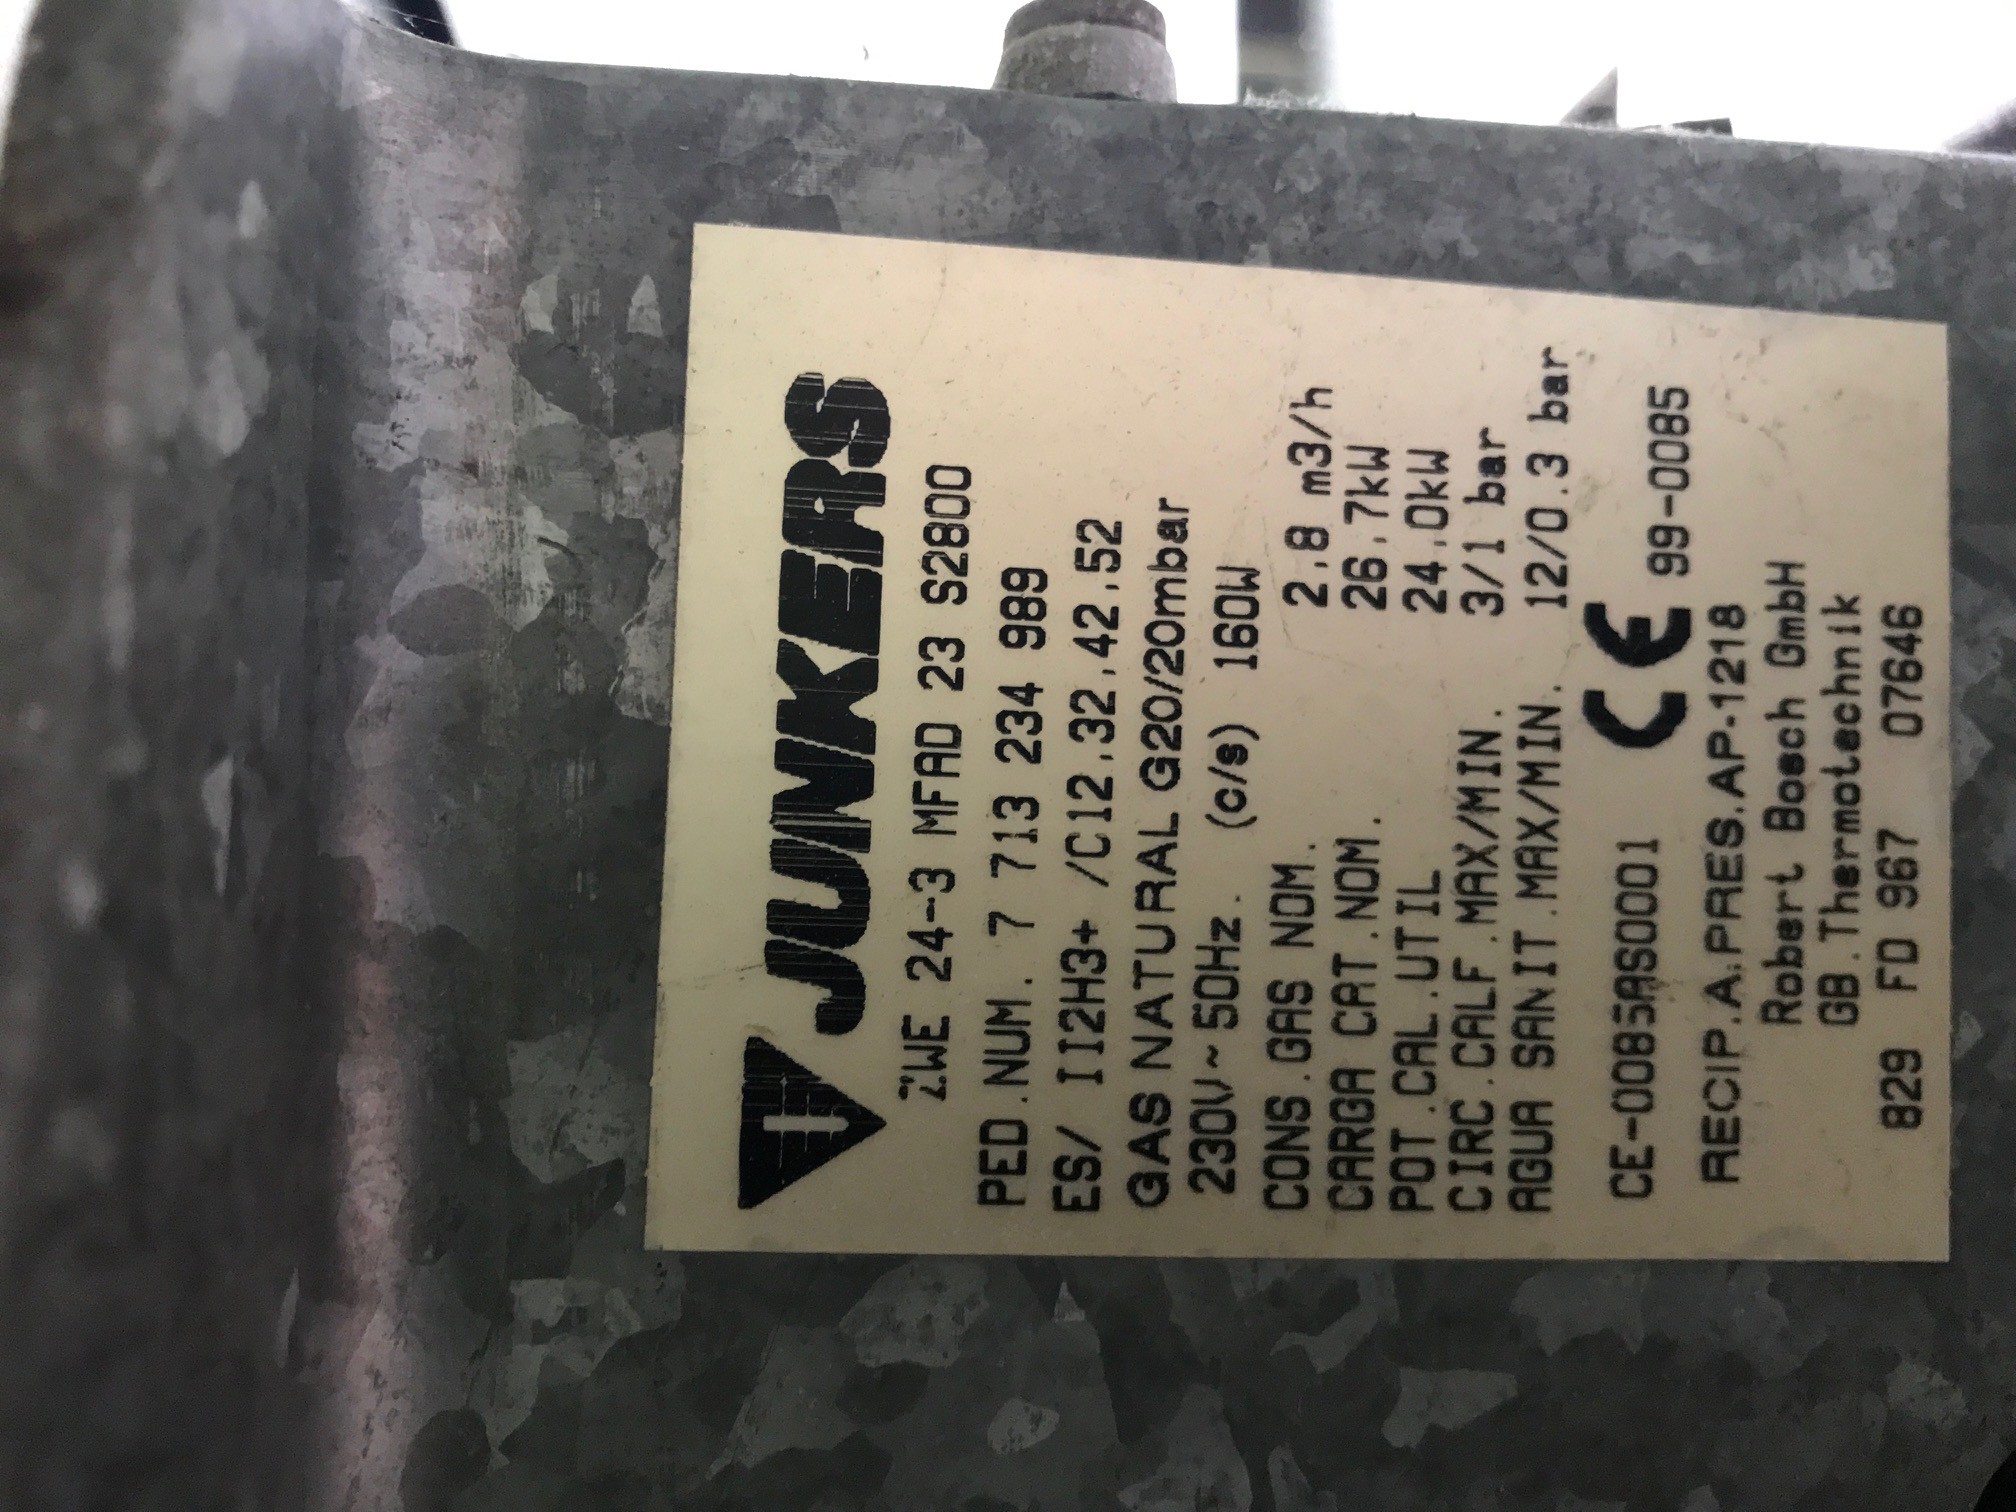 JUNKERS
ZWE 24-3 MFAD 23 S2800
PED.NUM. 7 713 234 989
ES/ II2H3+ /C12,32,42,52
GAS NATURAL G20/20mbar
230V~50Hz. (c/s) 160W
CONS.GAS NOM. 2,8 m3/h
CARGA CAT.NOM. 26,7kW
POT.CAL.UTIL 24,0kW
CIRC.CALF.MAX/MIN. 3/1 bar
AGUA SANIT.MAX/MIN. 12/0.3 bar
CE-0085AS0001 CE 99-0085
RECIP.A.PRES.AP-1218
Robert Bosch GmbH
GB.Thermotechnik
829 FD 967 07646